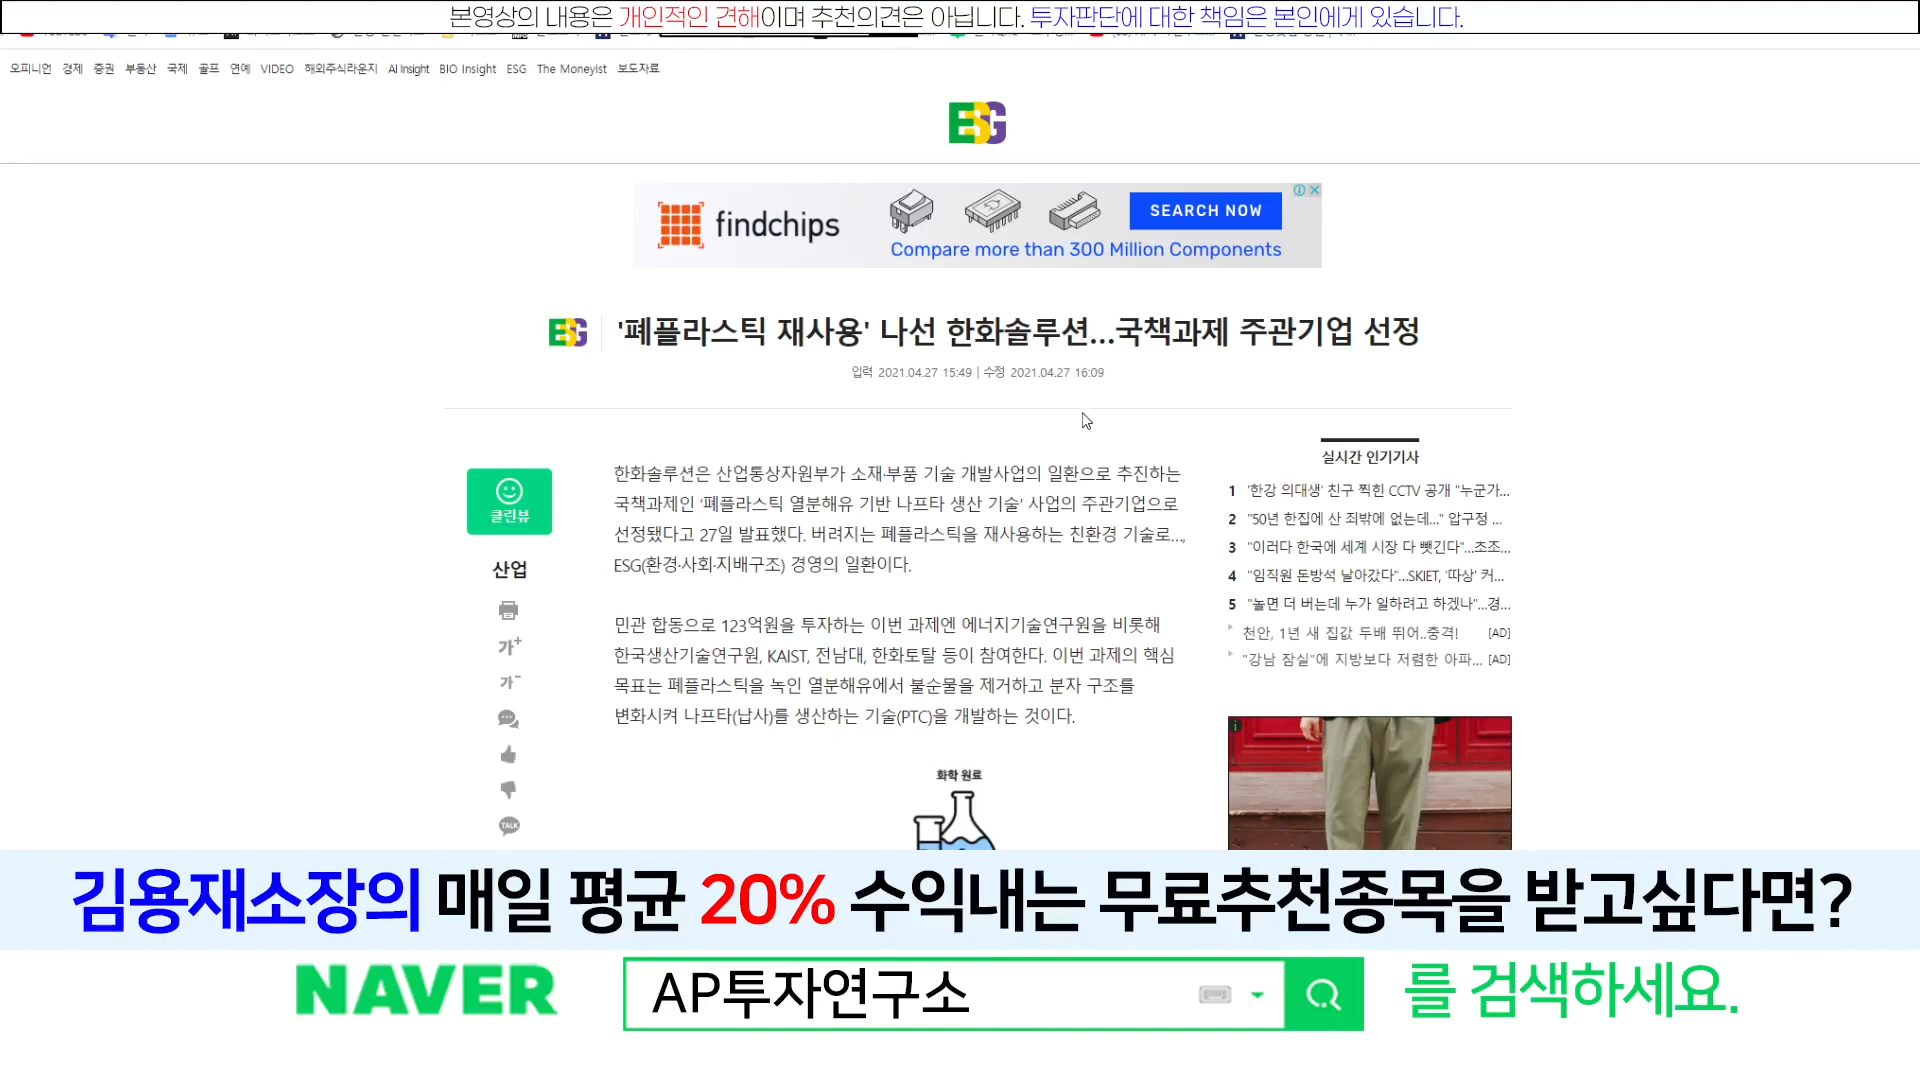 본영상의 내용은 개인적인 견해이며 추천의견은 아닙니다. 투자판단에 대한 책임은 본인에게 있습니다.
오피니언 경제 증권 부동산 국제 골프 연예 VIDEO 해외주식라운지 AI Insight BIO Insight ESG The Moneyist 보도자료
ESG
findchips
SEARCH NOW
Compare more than 300 Million Components
ESG '폐플라스틱 재사용' 나선 한화솔루션...국책과제 주관기업 선정
입력 2021.04.27 15:49 | 수정 2021.04.27 16:09
클린뷰
산업
가+
가-
TALK
한화솔루션은 산업통상자원부가 소재·부품 기술 개발사업의 일환으로 추진하는
국책과제인 '폐플라스틱 열분해유 기반 나프타 생산 기술' 사업의 주관기업으로
선정됐다고 27일 발표했다. 버려지는 폐플라스틱을 재사용하는 친환경 기술로...,
ESG(환경·사회·지배구조) 경영의 일환이다.
민관 합동으로 123억원을 투자하는 이번 과제엔 에너지기술연구원을 비롯해
한국생산기술연구원, KAIST, 전남대, 한화토탈 등이 참여한다. 이번 과제의 핵심
목표는 폐플라스틱을 녹인 열분해유에서 불순물을 제거하고 분자 구조를
변화시켜 나프타(납사)를 생산하는 기술(PTC)을 개발하는 것이다.
화학 원료
실시간 인기기사
1 '한강 의대생' 친구 찍힌 CCTV 공개 "누군가...
2 "50년 한집에 산 죄밖에 없는데..." 압구정 ...
3 "이러다 한국에 세계 시장 다 뺏긴다"...초조...
4 "임직원 돈방석 날아갔다"...SKIET, '따상' 커...
5 "놀면 더 버는데 누가 일하려고 하겠나"...경...
천안, 1년 새 집값 두배 뛰어..충격! [AD]
"강남 잠실"에 지방보다 저렴한 아파... [AD]
김용재소장의 매일 평균 20% 수익내는 무료추천종목을 받고싶다면?
NAVER AP투자연구소 를 검색하세요.